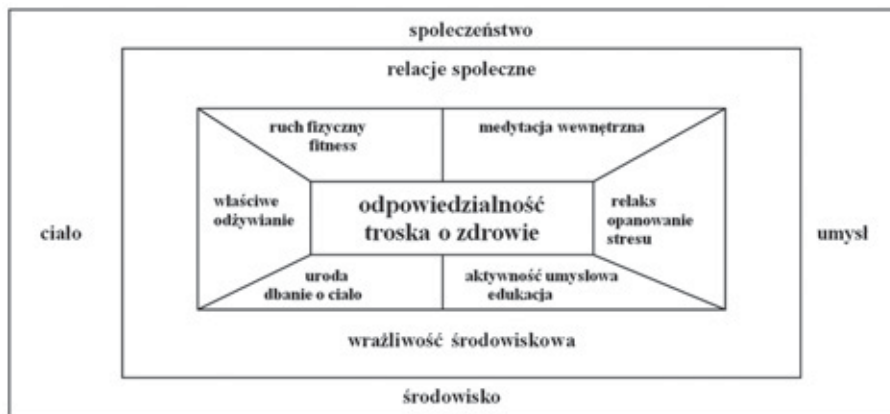 społeczeństwo
relacje społeczne
ruch fizyczny
fitness
medytacja wewnętrzna
właściwe
odżywianie
odpowiedzialność
troska o zdrowie
relaks
opanowanie
stresu
ciało
umysł
uroda
dbanie o ciało
aktywność umysłowa
edukacja
wrażliwość środowiskowa
środowisko